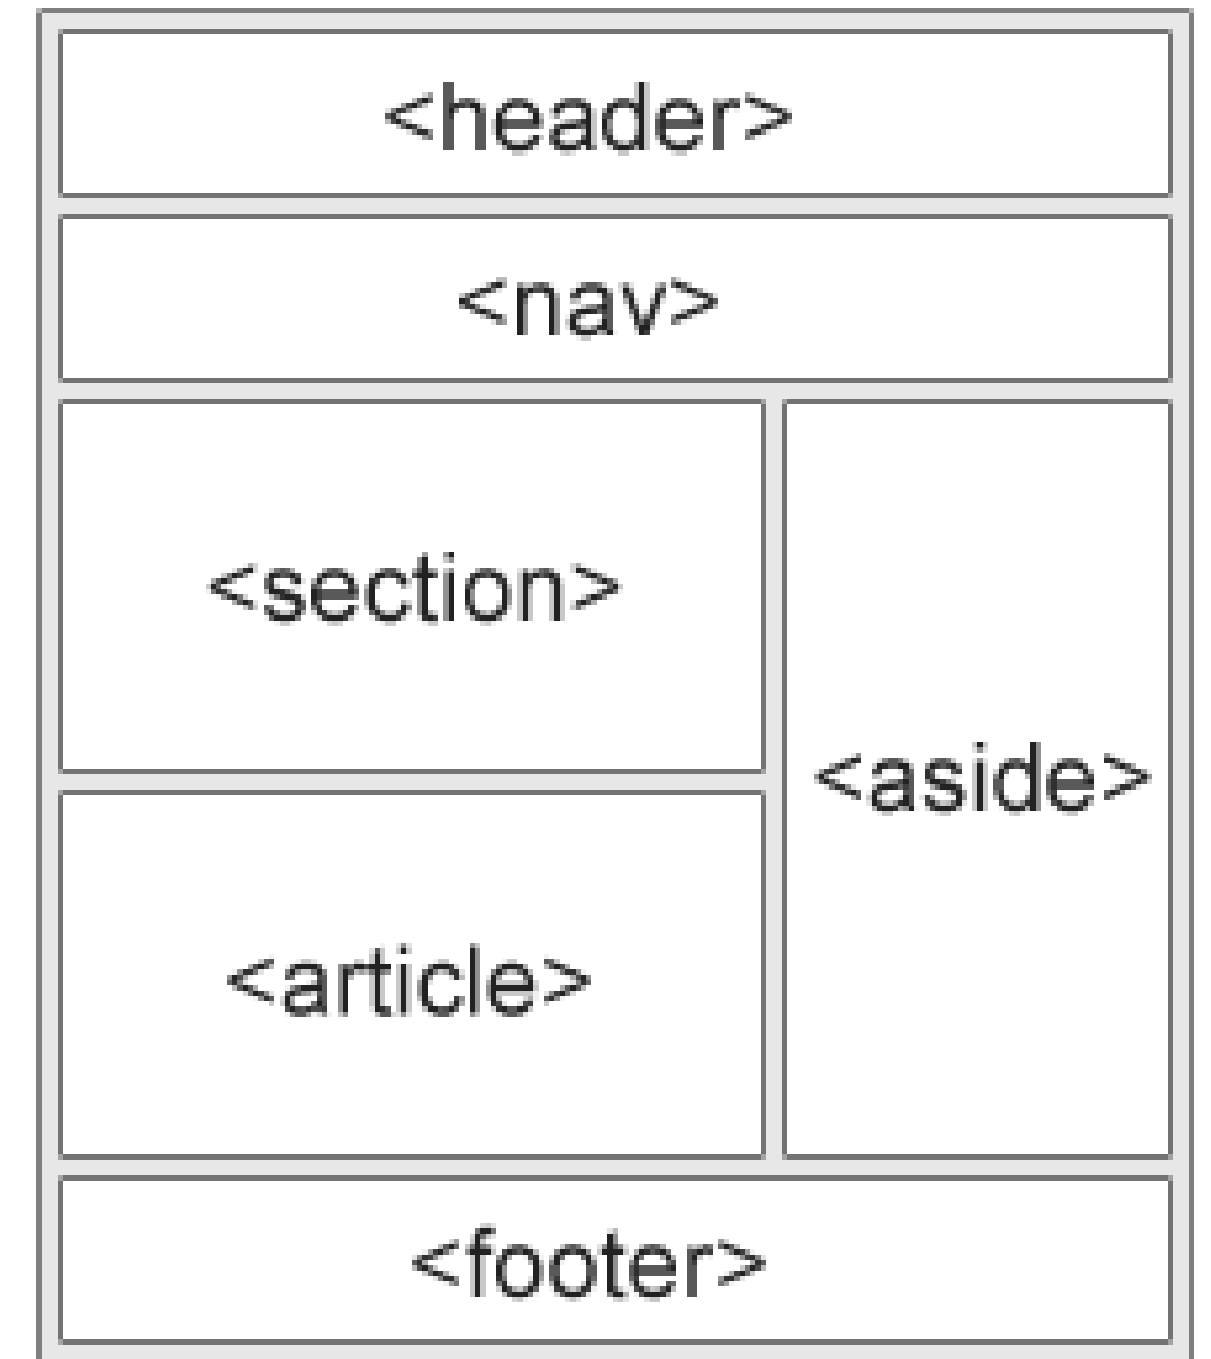 <header>
<nav>
<section>
<aside>
<article>
<footer>